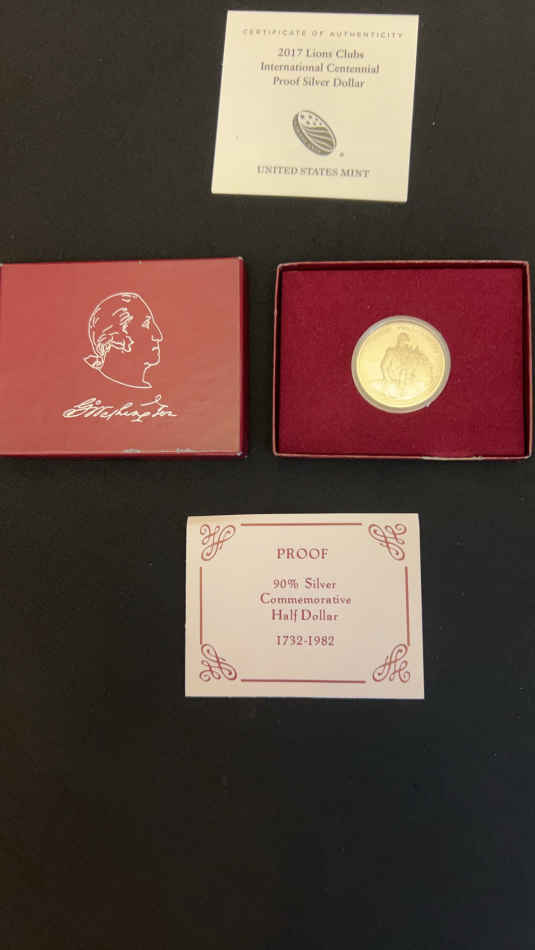 CERTIFICATE OF AUTHENTICITY
2017 Lions Clubs
International Centennial
Proof Silver Dollar
UNITED STATES MINT
G:Washington
PROOF
90% Silver
Commemorative
Half Dollar
1732-1982